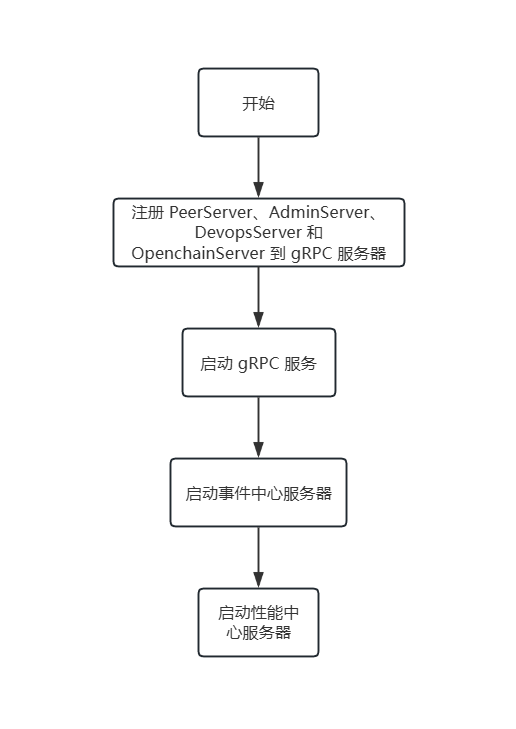 开始
注册 PeerServer、AdminServer、
DevopsServer 和
OpenchainServer 到 gRPC 服务器
启动 gRPC 服务
启动事件中心服务器
启动性能中
心服务器